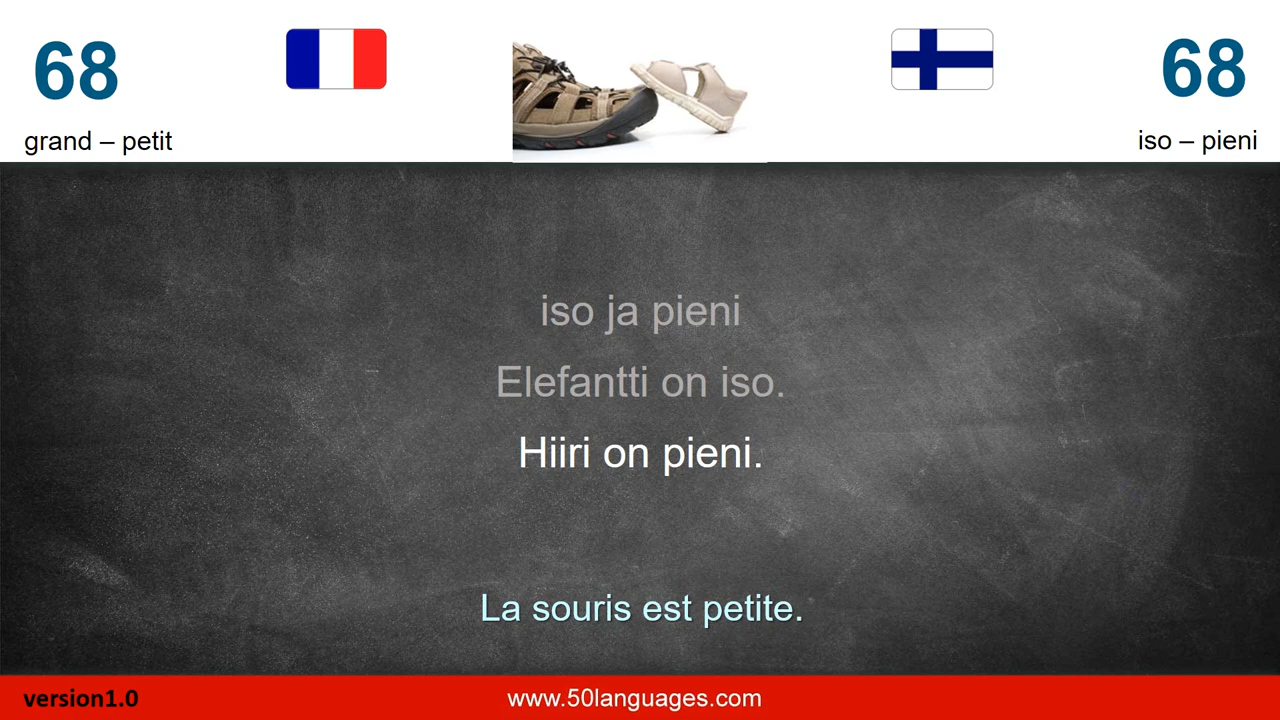 68
68
grand – petit
iso – pieni
iso ja pieni
Elefantti on iso.
Hiiri on pieni.
La souris est petite.
version1.0
www.50languages.com